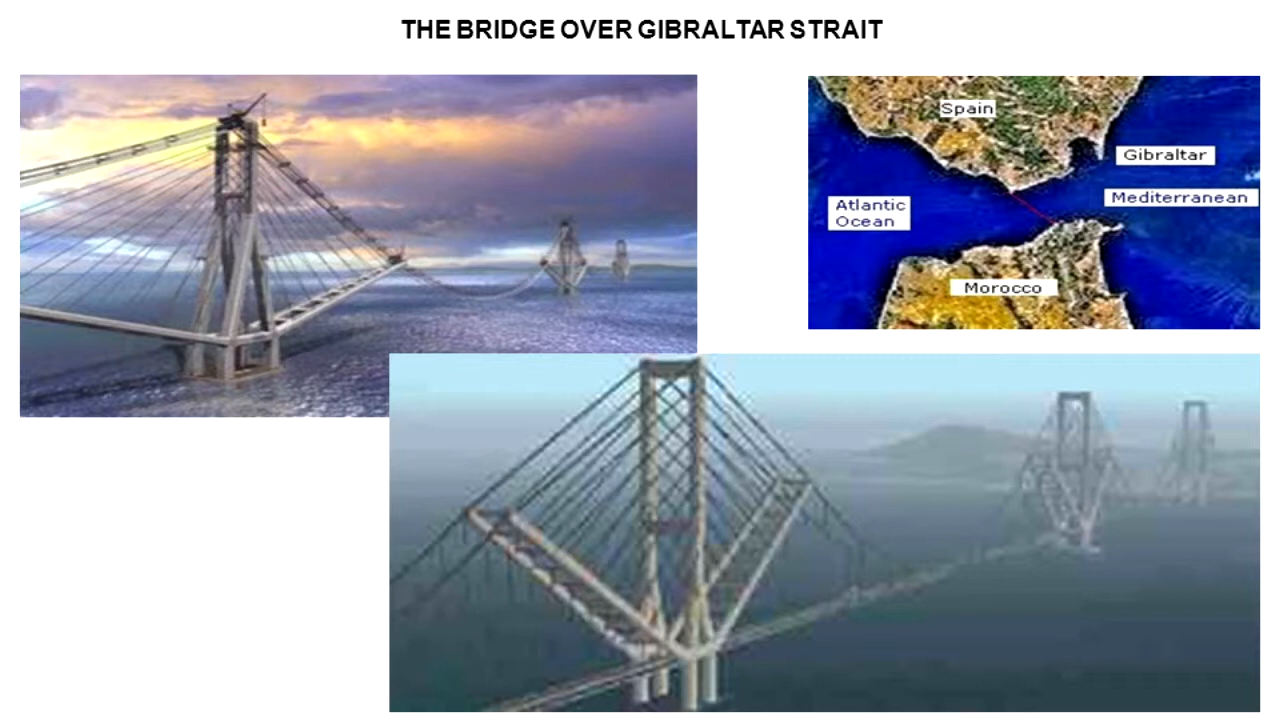 THE BRIDGE OVER GIBRALTAR STRAIT
Spain
Gibraltar
Mediterranean
Atlantic
Ocean
Morocco